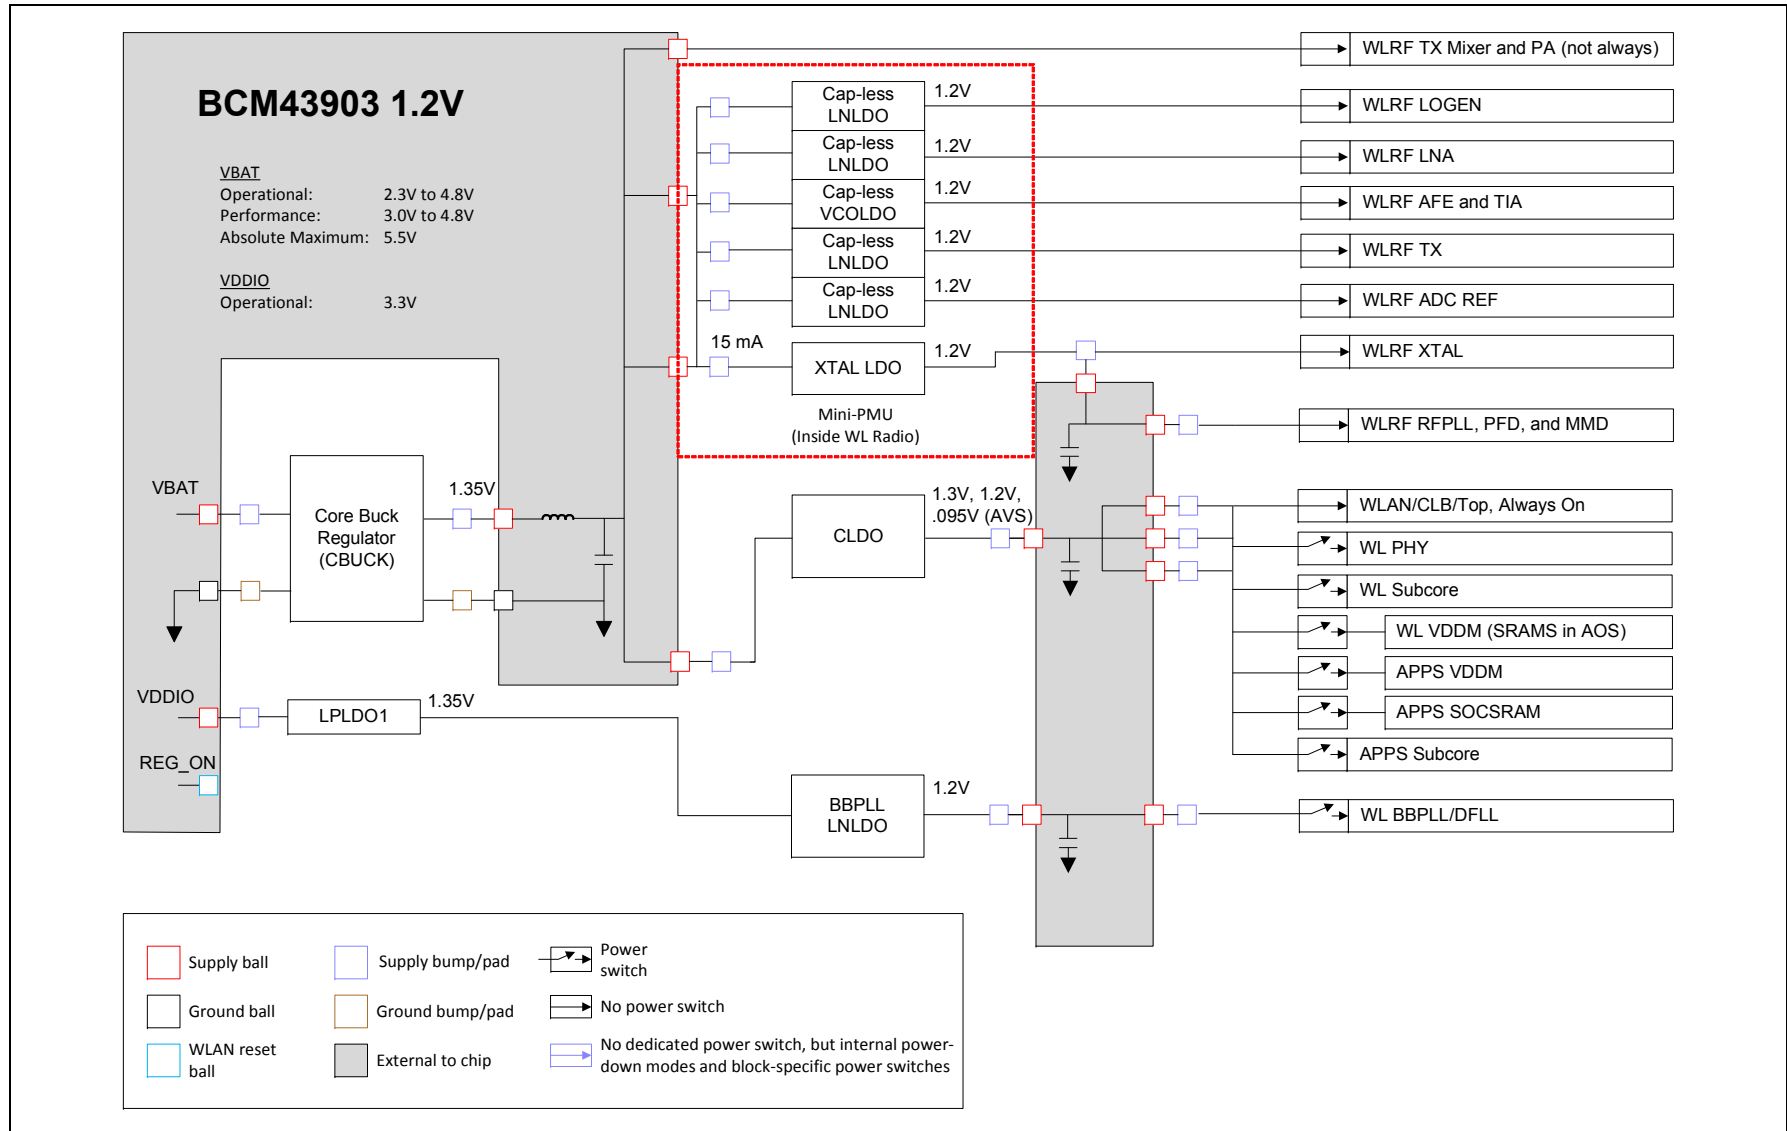 BCM43903 1.2V
VBAT
Operational: 2.3V to 4.8V
Performance: 3.0V to 4.8V
Absolute Maximum: 5.5V
VDDIO
Operational: 3.3V
VBAT
Core Buck
Regulator
(CBUCK)
1.35V
VDDIO
LPLDO1
1.35V
REG_ON
Cap-less
LNLDO
1.2V
Cap-less
LNLDO
1.2V
Cap-less
VCOLDO
1.2V
Cap-less
LNLDO
1.2V
Cap-less
LNLDO
1.2V
15 mA
XTAL LDO
1.2V
Mini-PMU
(Inside WL Radio)
CLDO
1.3V, 1.2V,
.095V (AVS)
BBPLL
LNLDO
1.2V
WLRF TX Mixer and PA (not always)
WLRF LOGEN
WLRF LNA
WLRF AFE and TIA
WLRF TX
WLRF ADC REF
WLRF XTAL
WLRF RFPLL, PFD, and MMD
WLAN/CLB/Top, Always On
WL PHY
WL Subcore
WL VDDM (SRAMS in AOS)
APPS VDDM
APPS SOCSRAM
APPS Subcore
WL BBPLL/DFLL
Supply ball
Ground ball
WLAN reset
ball
Supply bump/pad
Ground bump/pad
External to chip
Power
switch
No power switch
No dedicated power switch, but internal power-
down modes and block-specific power switches